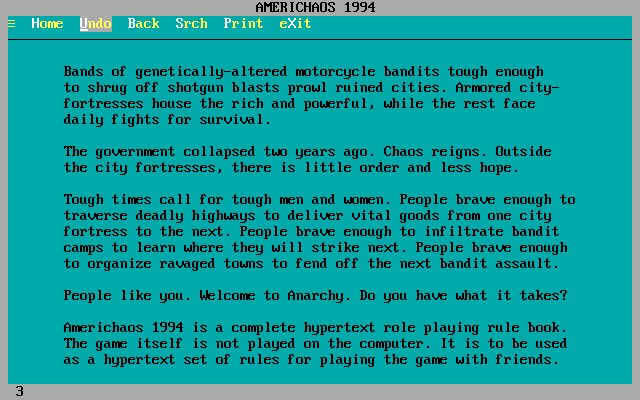 AMERICHAOS 1994
≡ Home Undo Back Srch Print eXit
Bands of genetically-altered motorcycle bandits tough enough
to shrug off shotgun blasts prowl ruined cities. Armored city-
fortresses house the rich and powerful, while the rest face
daily fights for survival.
The government collapsed two years ago. Chaos reigns. Outside
the city fortresses, there is little order and less hope.
Tough times call for tough men and women. People brave enough to
traverse deadly highways to deliver vital goods from one city
fortress to the next. People brave enough to infiltrate bandit
camps to learn where they will strike next. People brave enough
to organize ravaged towns to fend off the next bandit assault.
People like you. Welcome to Anarchy. Do you have what it takes?
Americhaos 1994 is a complete hypertext role playing rule book.
The game itself is not played on the computer. It is to be used
as a hypertext set of rules for playing the game with friends.
3